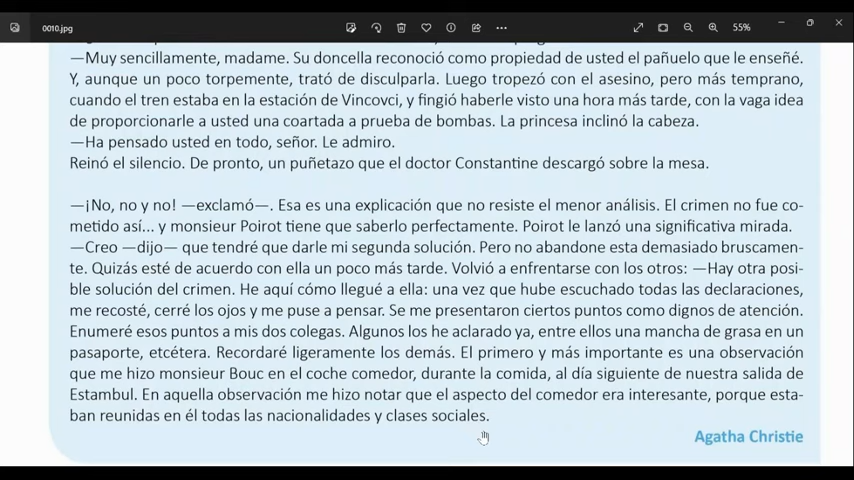 0010.jpg
55%
—Muy sencillamente, madame. Su doncella reconoció como propiedad de usted el pañuelo que le enseñé.
Y, aunque un poco torpemente, trató de disculparla. Luego tropezó con el asesino, pero más temprano,
cuando el tren estaba en la estación de Vincovci, y fingió haberle visto una hora más tarde, con la vaga idea
de proporcionarle a usted una coartada a prueba de bombas. La princesa inclinó la cabeza.
—Ha pensado usted en todo, señor. Le admiro.
Reinó el silencio. De pronto, un puñetazo que el doctor Constantine descargó sobre la mesa.
—¡No, no y no! —exclamó—. Esa es una explicación que no resiste el menor análisis. El crimen no fue co-
metido así... y monsieur Poirot tiene que saberlo perfectamente. Poirot le lanzó una significativa mirada.
—Creo —dijo— que tendré que darle mi segunda solución. Pero no abandone esta demasiado bruscamen-
te. Quizás esté de acuerdo con ella un poco más tarde. Volvió a enfrentarse con los otros: —Hay otra posi-
ble solución del crimen. He aquí cómo llegué a ella: una vez que hube escuchado todas las declaraciones,
me recosté, cerré los ojos y me puse a pensar. Se me presentaron ciertos puntos como dignos de atención.
Enumeré esos puntos a mis dos colegas. Algunos los he aclarado ya, entre ellos una mancha de grasa en un
pasaporte, etcétera. Recordaré ligeramente los demás. El primero y más importante es una observación
que me hizo monsieur Bouc en el coche comedor, durante la comida, al día siguiente de nuestra salida de
Estambul. En aquella observación me hizo notar que el aspecto del comedor era interesante, porque esta-
ban reunidas en él todas las nacionalidades y clases sociales.
Agatha Christie